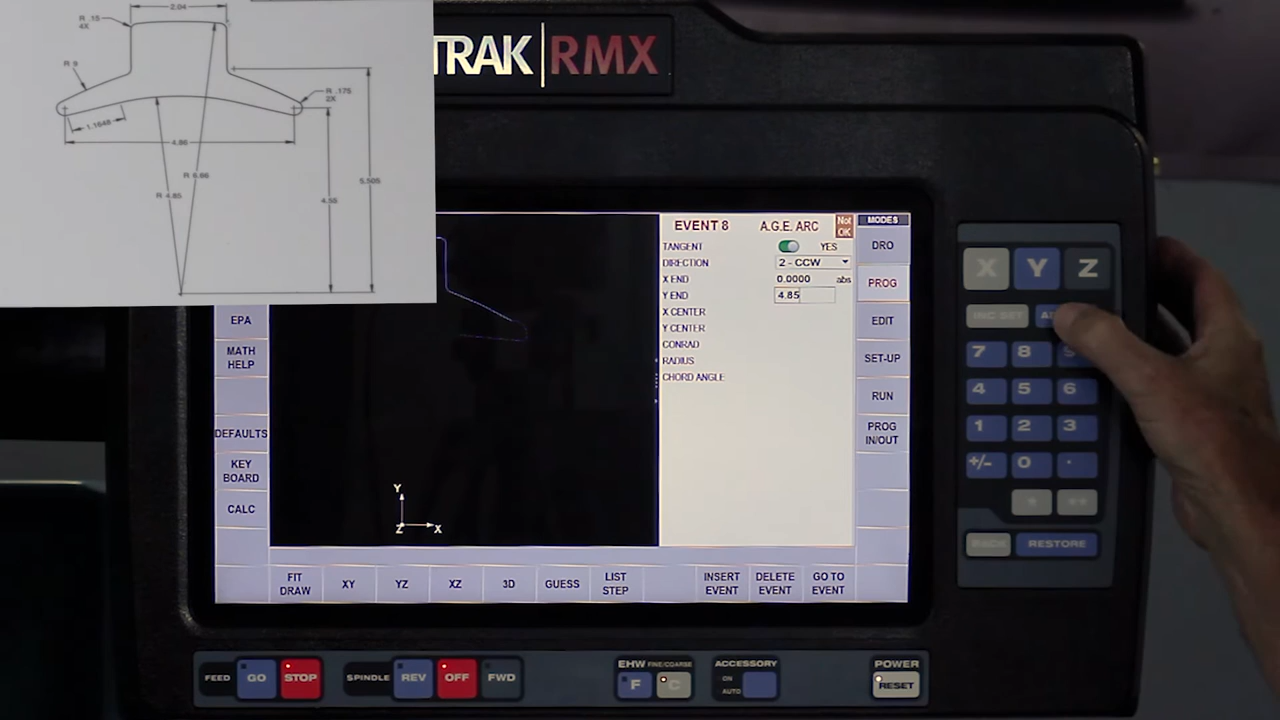 2.04
R .15
4X
R 9
R .175
2X
1.1648
4.86
R 6.86
R 4.85
5.505
4.55
TRAK RMX
EVENT 8 A.G.E. ARC Not OK
TANGENT YES
DIRECTION 2 - CCW
X END 0.0000 abs
Y END 4.85
X CENTER
Y CENTER
CONRAD
RADIUS
CHORD ANGLE
MODES
DRO
PROG
EDIT
SET-UP
RUN
PROG
IN/OUT
EPA
MATH
HELP
DEFAULTS
KEY
BOARD
CALC
Y
Z X
FIT
DRAW
XY
YZ
XZ
3D
GUESS
LIST
STEP
INSERT
EVENT
DELETE
EVENT
GO TO
EVENT
X Y Z
INC SET
7 8 9
4 5 6
1 2 3
+/- 0 .
BACK RESTORE
FEED GO STOP
SPINDLE REV OFF FWD
EHW FINE/COARSE
F C
ACCESSORY
ON
AUTO
POWER
RESET